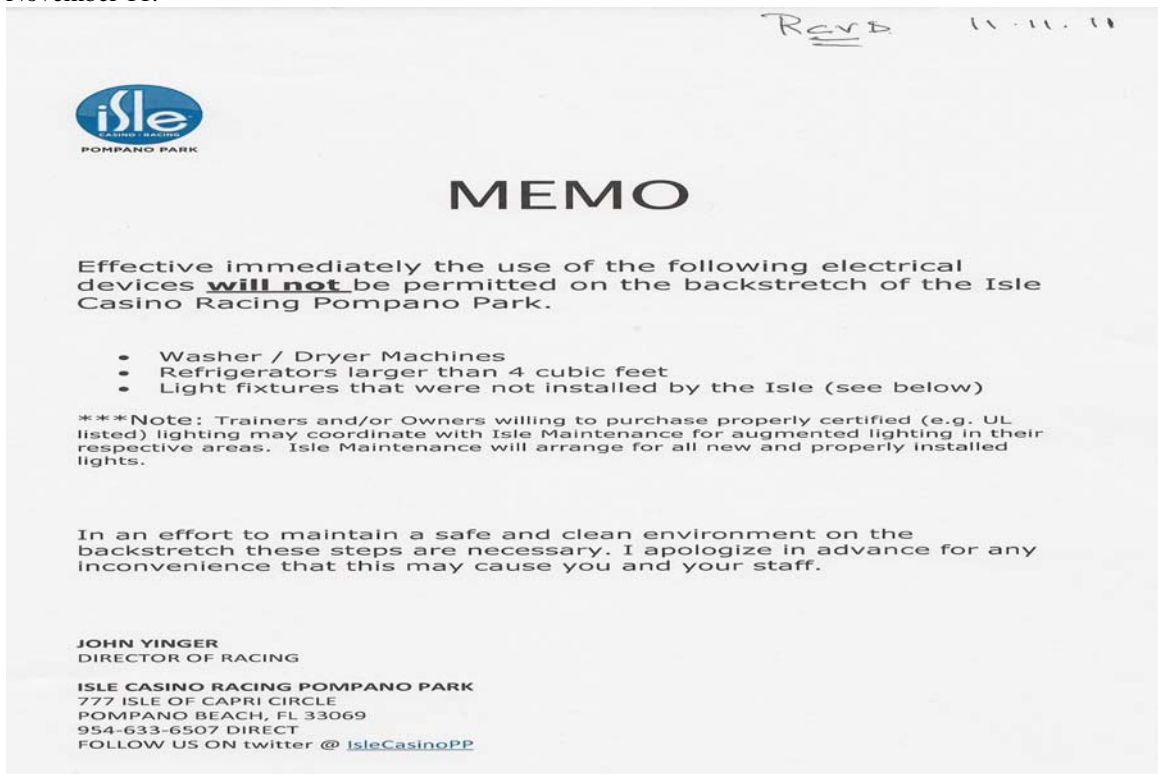 November 11.
Rcvd. 11.11.11
isle
CASINO · RACING
POMPANO PARK
MEMO
Effective immediately the use of the following electrical
devices will not be permitted on the backstretch of the Isle
Casino Racing Pompano Park.
• Washer / Dryer Machines
• Refrigerators larger than 4 cubic feet
• Light fixtures that were not installed by the Isle (see below)
***Note: Trainers and/or Owners willing to purchase properly certified (e.g. UL
listed) lighting may coordinate with Isle Maintenance for augmented lighting in their
respective areas. Isle Maintenance will arrange for all new and properly installed
lights.
In an effort to maintain a safe and clean environment on the
backstretch these steps are necessary. I apologize in advance for any
inconvenience that this may cause you and your staff.
JOHN YINGER
DIRECTOR OF RACING
ISLE CASINO RACING POMPANO PARK
777 ISLE OF CAPRI CIRCLE
POMPANO BEACH, FL 33069
954-633-6507 DIRECT
FOLLOW US ON twitter @ IsleCasinoPP